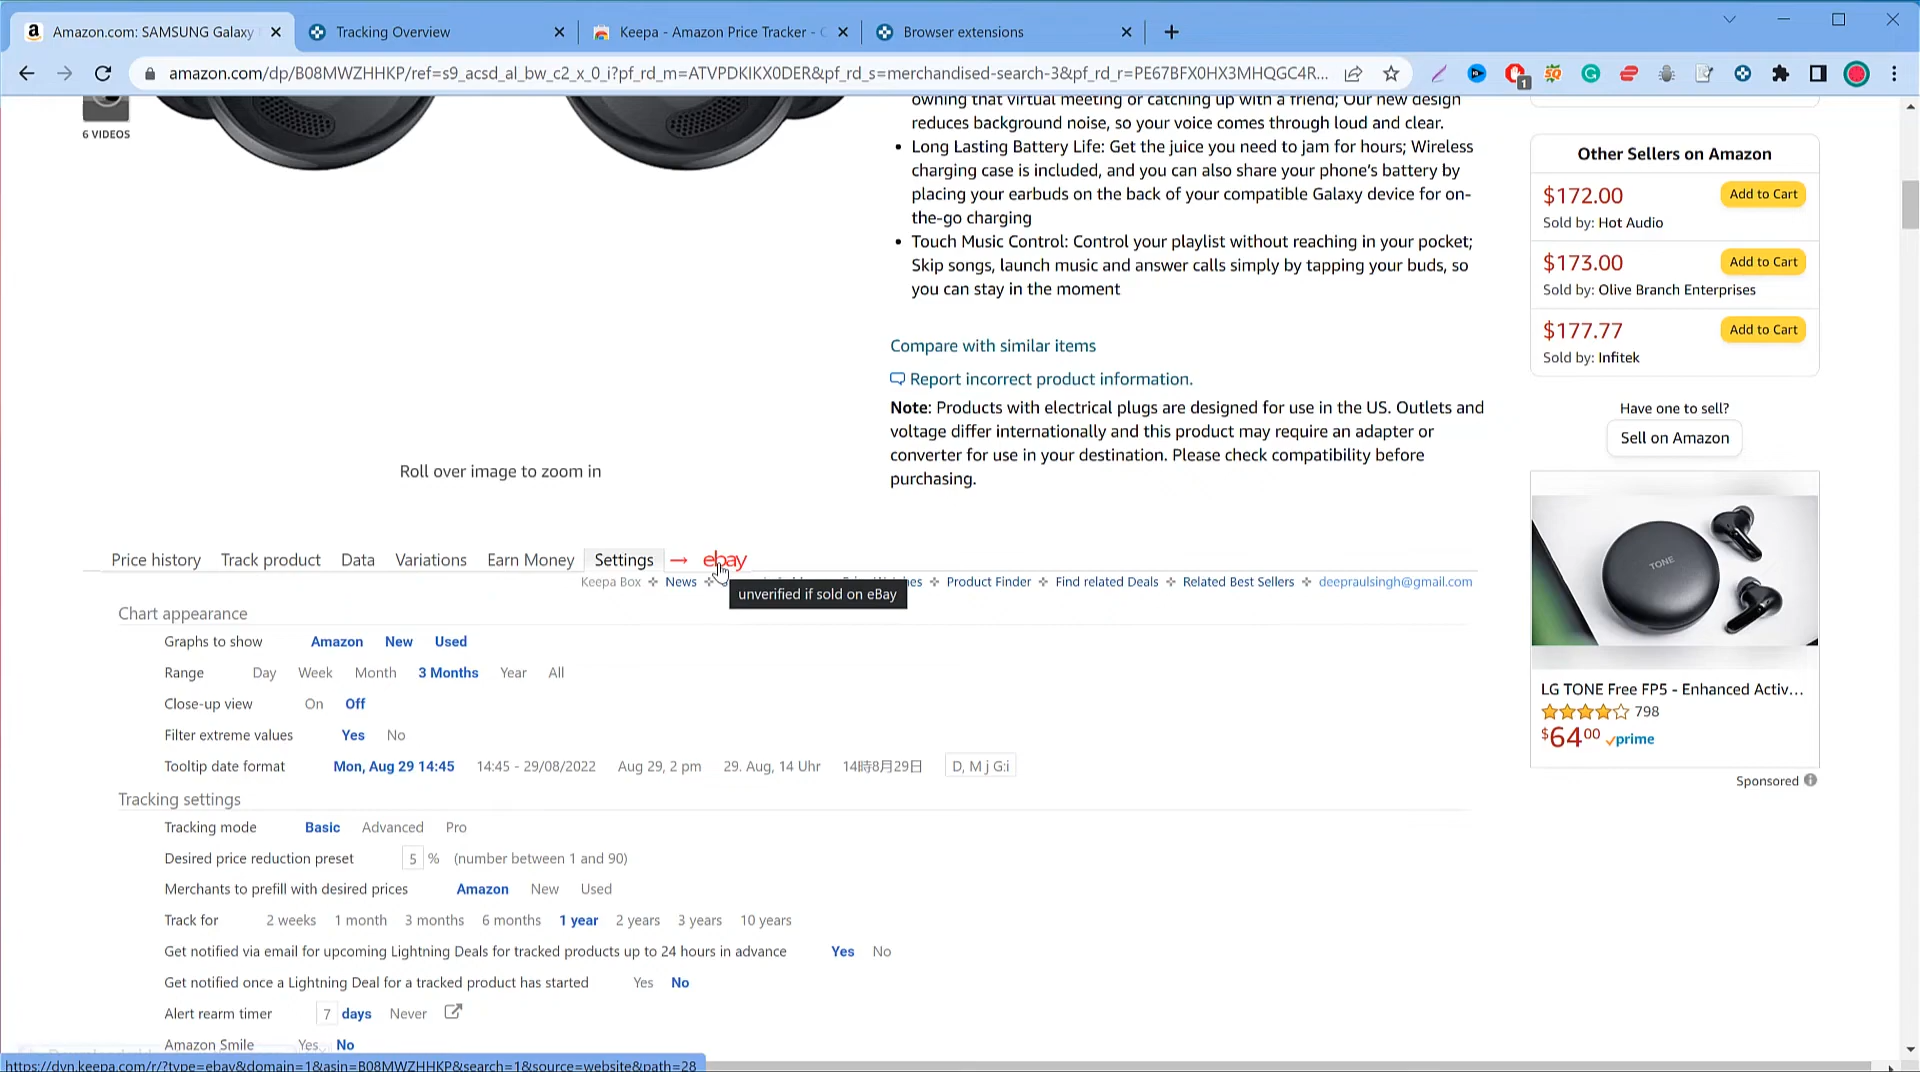 Amazon.com: SAMSUNG Galaxy
Tracking Overview
Keepa - Amazon Price Tracker - C
Browser extensions
amazon.com/dp/B08MWZHHKP/ref=s9_acsd_al_bw_c2_x_0_i?pf_rd_m=ATVPDKIKX0DER&pf_rd_s=merchandised-search-3&pf_rd_r=PE67BFX0HX3MHQGC4R...
1
6 VIDEOS
owning that virtual meeting or catching up with a friend; Our new design
reduces background noise, so your voice comes through loud and clear.
• Long Lasting Battery Life: Get the juice you need to jam for hours; Wireless
charging case is included, and you can also share your phone's battery by
placing your earbuds on the back of your compatible Galaxy device for on-
the-go charging
• Touch Music Control: Control your playlist without reaching in your pocket;
Skip songs, launch music and answer calls simply by tapping your buds, so
you can stay in the moment
Compare with similar items
Report incorrect product information.
Note: Products with electrical plugs are designed for use in the US. Outlets and
voltage differ internationally and this product may require an adapter or
converter for use in your destination. Please check compatibility before
purchasing.
Roll over image to zoom in
Other Sellers on Amazon
$172.00 Add to Cart
Sold by: Hot Audio
$173.00 Add to Cart
Sold by: Olive Branch Enterprises
$177.77 Add to Cart
Sold by: Infitek
Have one to sell?
Sell on Amazon
TONE
LG TONE Free FP5 - Enhanced Activ...
798
$6400 prime
Sponsored
Price history Track product Data Variations Earn Money Settings → ebay
Keepa Box ✣ News ✣ Product Finder ✣ Find related Deals ✣ Related Best Sellers ✣ deepraulsingh@gmail.com
unverified if sold on eBay
Chart appearance
Graphs to show Amazon New Used
Range Day Week Month 3 Months Year All
Close-up view On Off
Filter extreme values Yes No
Tooltip date format Mon, Aug 29 14:45 14:45 - 29/08/2022 Aug 29, 2 pm 29. Aug, 14 Uhr 14時8月29日 D, M j G:i
Tracking settings
Tracking mode Basic Advanced Pro
Desired price reduction preset 5 % (number between 1 and 90)
Merchants to prefill with desired prices Amazon New Used
Track for 2 weeks 1 month 3 months 6 months 1 year 2 years 3 years 10 years
Get notified via email for upcoming Lightning Deals for tracked products up to 24 hours in advance Yes No
Get notified once a Lightning Deal for a tracked product has started Yes No
Alert rearm timer 7 days Never
Amazon Smile Yes No
https://dyn.keepa.com/r/?type=ebay&domain=1&asin=B08MWZHHKP&search=1&source=website&path=28